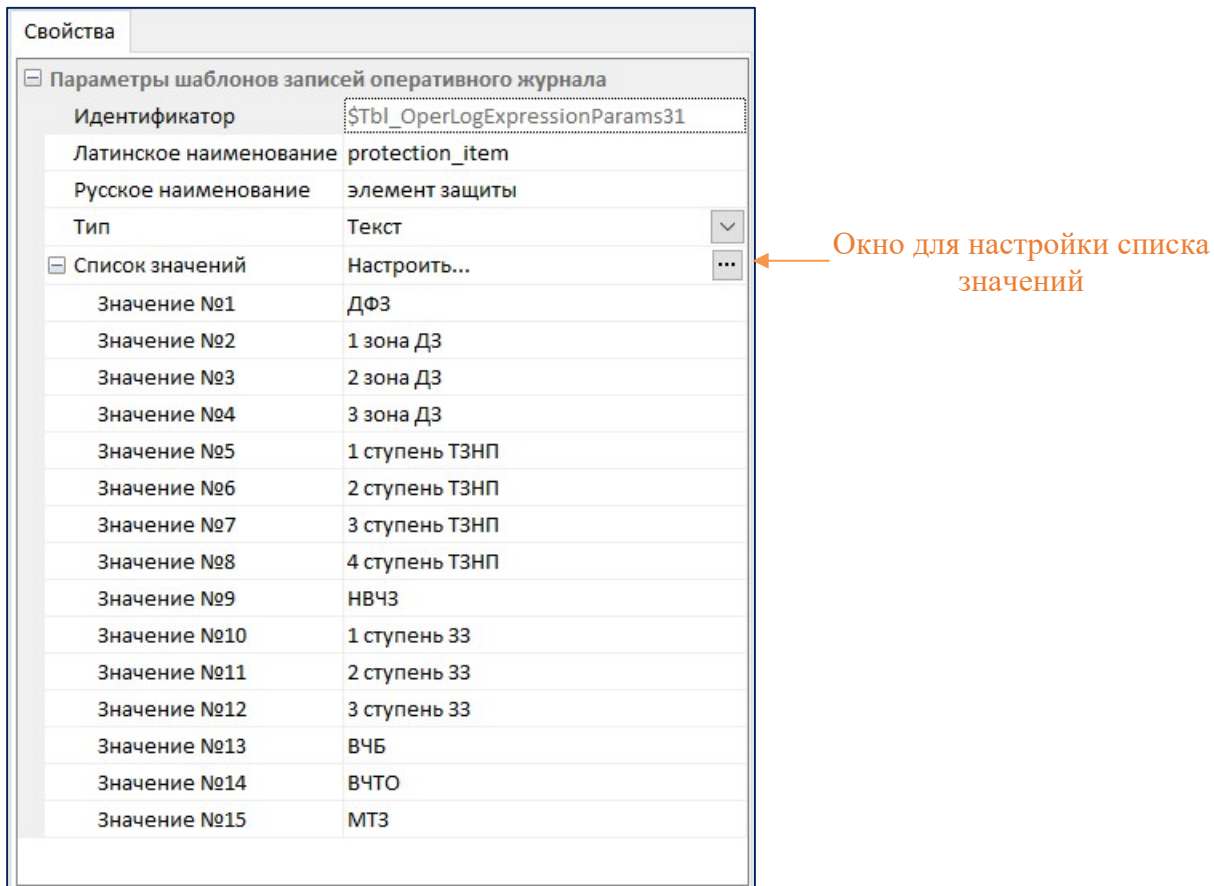 Свойства
Параметры шаблонов записей оперативного журнала
Идентификатор $Tbl_OperLogExpressionParams31
Латинское наименование protection_item
Русское наименование элемент защиты
Тип Текст
Список значений Настроить...
Значение №1 ДФЗ
Значение №2 1 зона ДЗ
Значение №3 2 зона ДЗ
Значение №4 3 зона ДЗ
Значение №5 1 ступень ТЗНП
Значение №6 2 ступень ТЗНП
Значение №7 3 ступень ТЗНП
Значение №8 4 ступень ТЗНП
Значение №9 НВЧЗ
Значение №10 1 ступень ЗЗ
Значение №11 2 ступень ЗЗ
Значение №12 3 ступень ЗЗ
Значение №13 ВЧБ
Значение №14 ВЧТО
Значение №15 МТЗ
Окно для настройки списка
значений